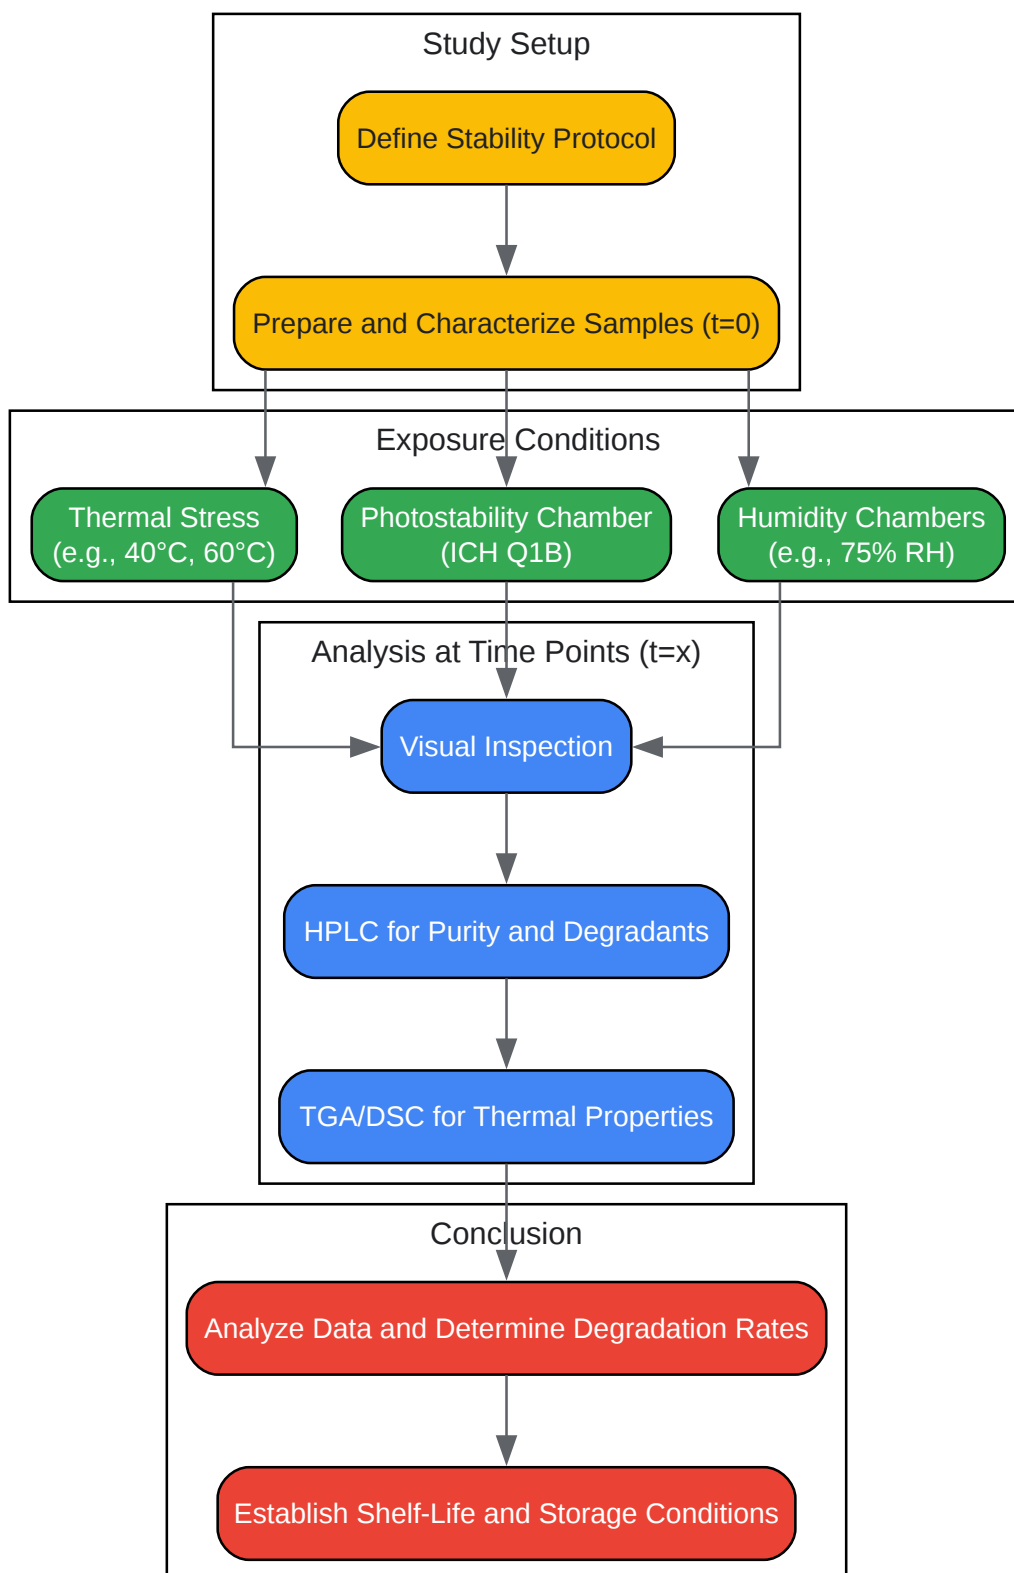 Study Setup
Define Stability Protocol
Prepare and Characterize Samples (t=0)
Exposure Conditions
Thermal Stress
(e.g., 40°C, 60°C)
Photostability Chamber
(ICH Q1B)
Humidity Chambers
(e.g., 75% RH)
Analysis at Time Points (t=x)
Visual Inspection
HPLC for Purity and Degradants
TGA/DSC for Thermal Properties
Conclusion
Analyze Data and Determine Degradation Rates
Establish Shelf-Life and Storage Conditions